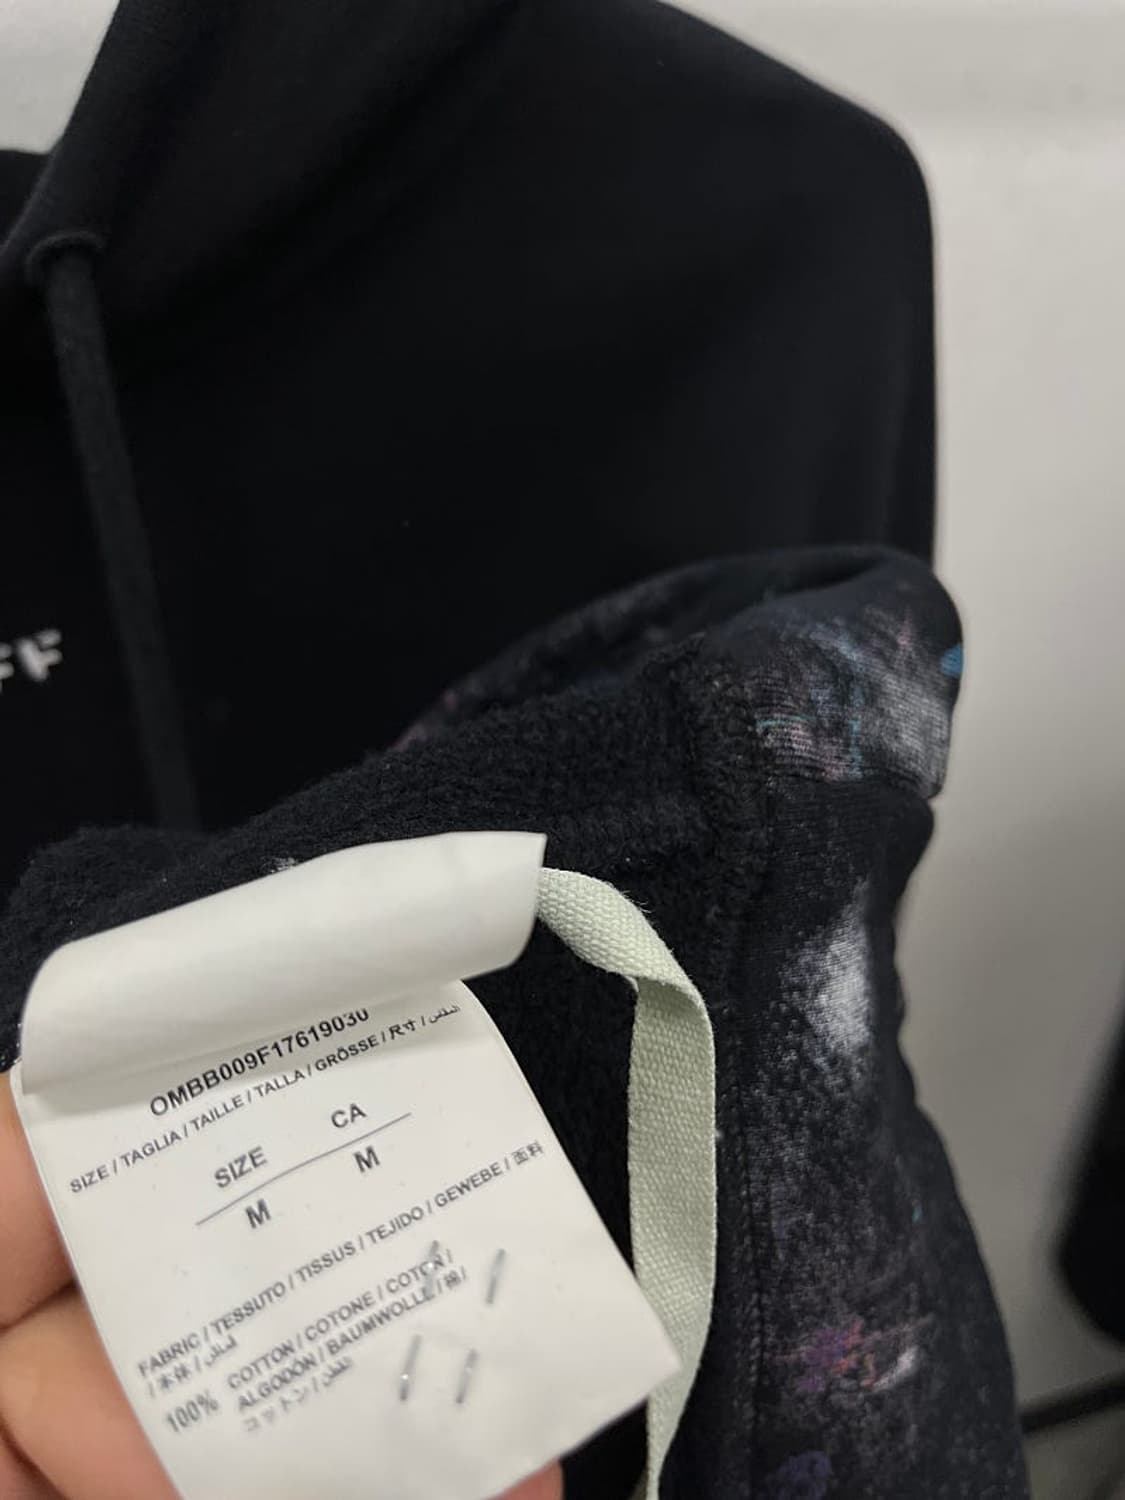 FF
OMBB009F17619030
SIZE / TAGLIA / TAILLE / TALLA / GRÖSSE / 尺寸 /
SIZE CA
M M
FABRIC / TESSUTO / TISSUS / TEJIDO / GEWEBE / 面料
100% COTTON / COTONE / COTON /
ALGODÓN / BAUMWOLLE / 棉 /
コットン /